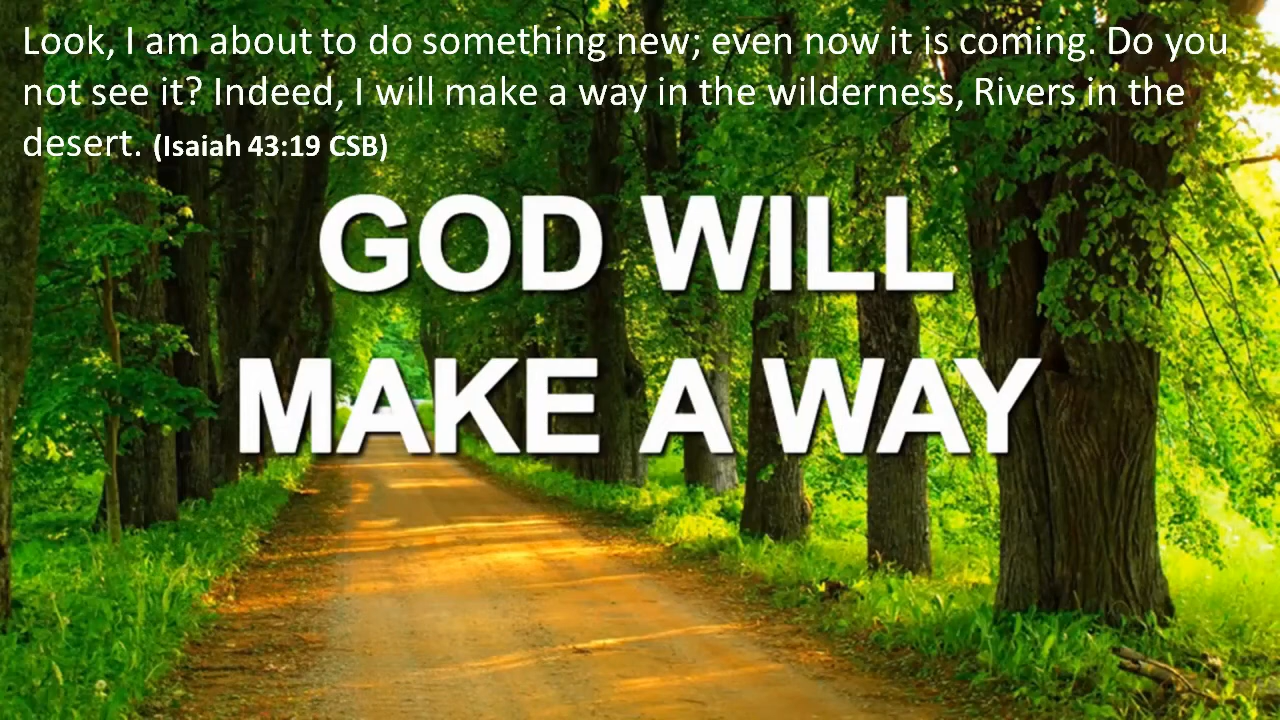 Look, I am about to do something new; even now it is coming. Do you
not see it? Indeed, I will make a way in the wilderness, Rivers in the
desert. (Isaiah 43:19 CSB)
GOD WILL
MAKE A WAY